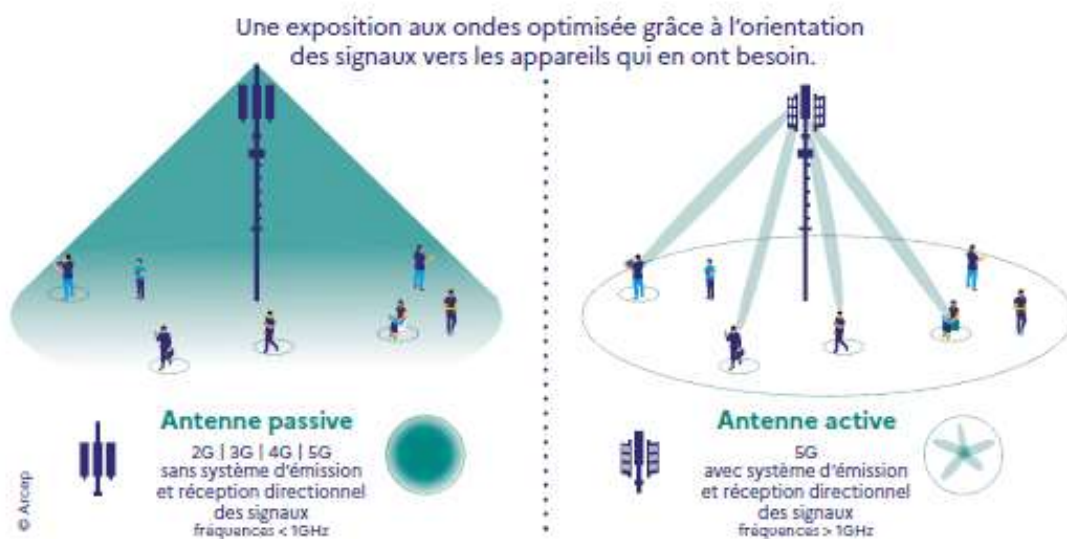 Une exposition aux ondes optimisée grâce à l'orientation
des signaux vers les appareils qui en ont besoin.
Antenne passive
2G | 3G | 4G | 5G
sans système d'émission
et réception directionnel
des signaux
fréquences < 1GHz
Antenne active
5G
avec système d'émission
et réception directionnel
des signaux
fréquences > 1GHz
© Arcep